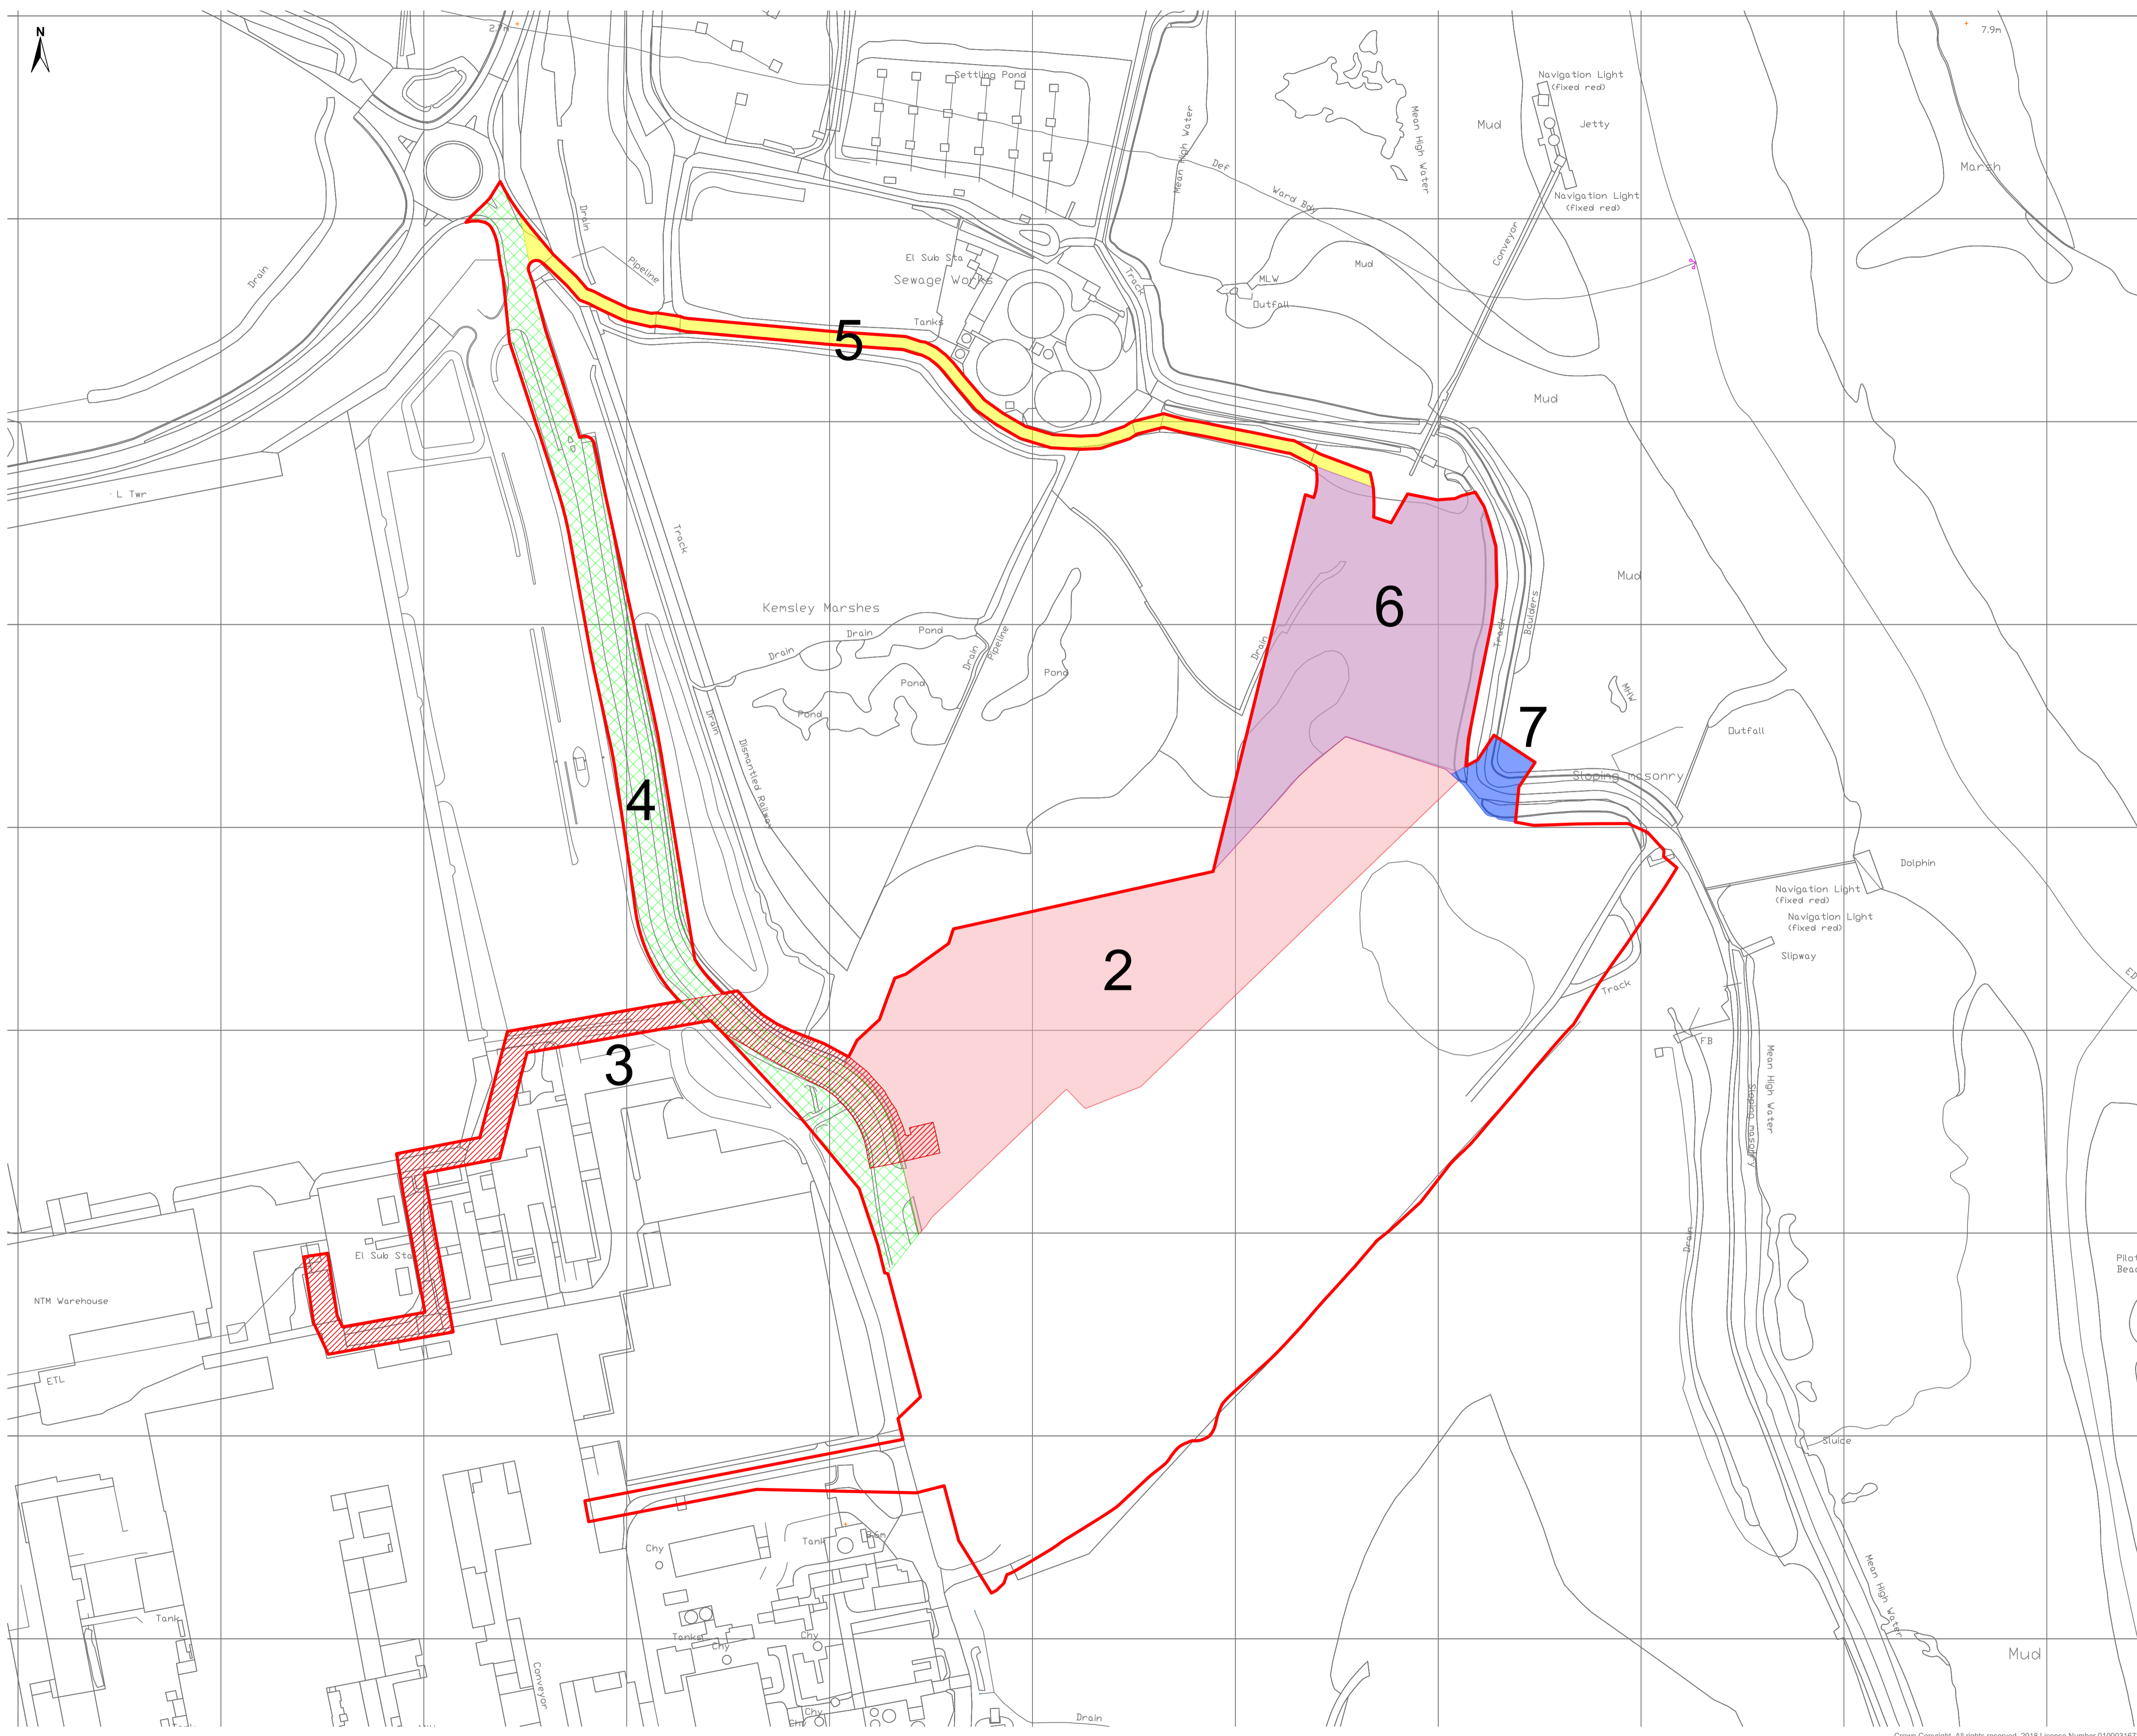 N
7.9m
Settling Pond
Navigation Light
(fixed red)
Mean High Water
Mean High Water
Mud
Jetty
Def
Marsh
Ward Bdy
Navigation Light
(fixed red)
Drain
Conveyor
Drain
Pipeline
El Sub Sta
Sewage Works
Track
MLW
Mud
Outfall
Tanks
5
Mud
L Twr
Track
Mud
6
Kemsley Marshes
Drain
Pond
Drain
Drain
Pipeline
Drain
Track
Boulders
Pond
Pond
Pond
MHW
Drain
7
Outfall
Dismantled Railway
Sloping masonry
4
Dolphin
Navigation Light
(fixed red)
Navigation Light
(fixed red)
2
Slipway
Track
3
FB
Mean High Water
Sloping masonry
El Sub Sta
Drain
NTM Warehouse
ETL
Sluice
Chy
Tank
Mean High Water
Tank
Tanks
Chy
Chy
Mud
Conveyor
Chy
Chy
Drain